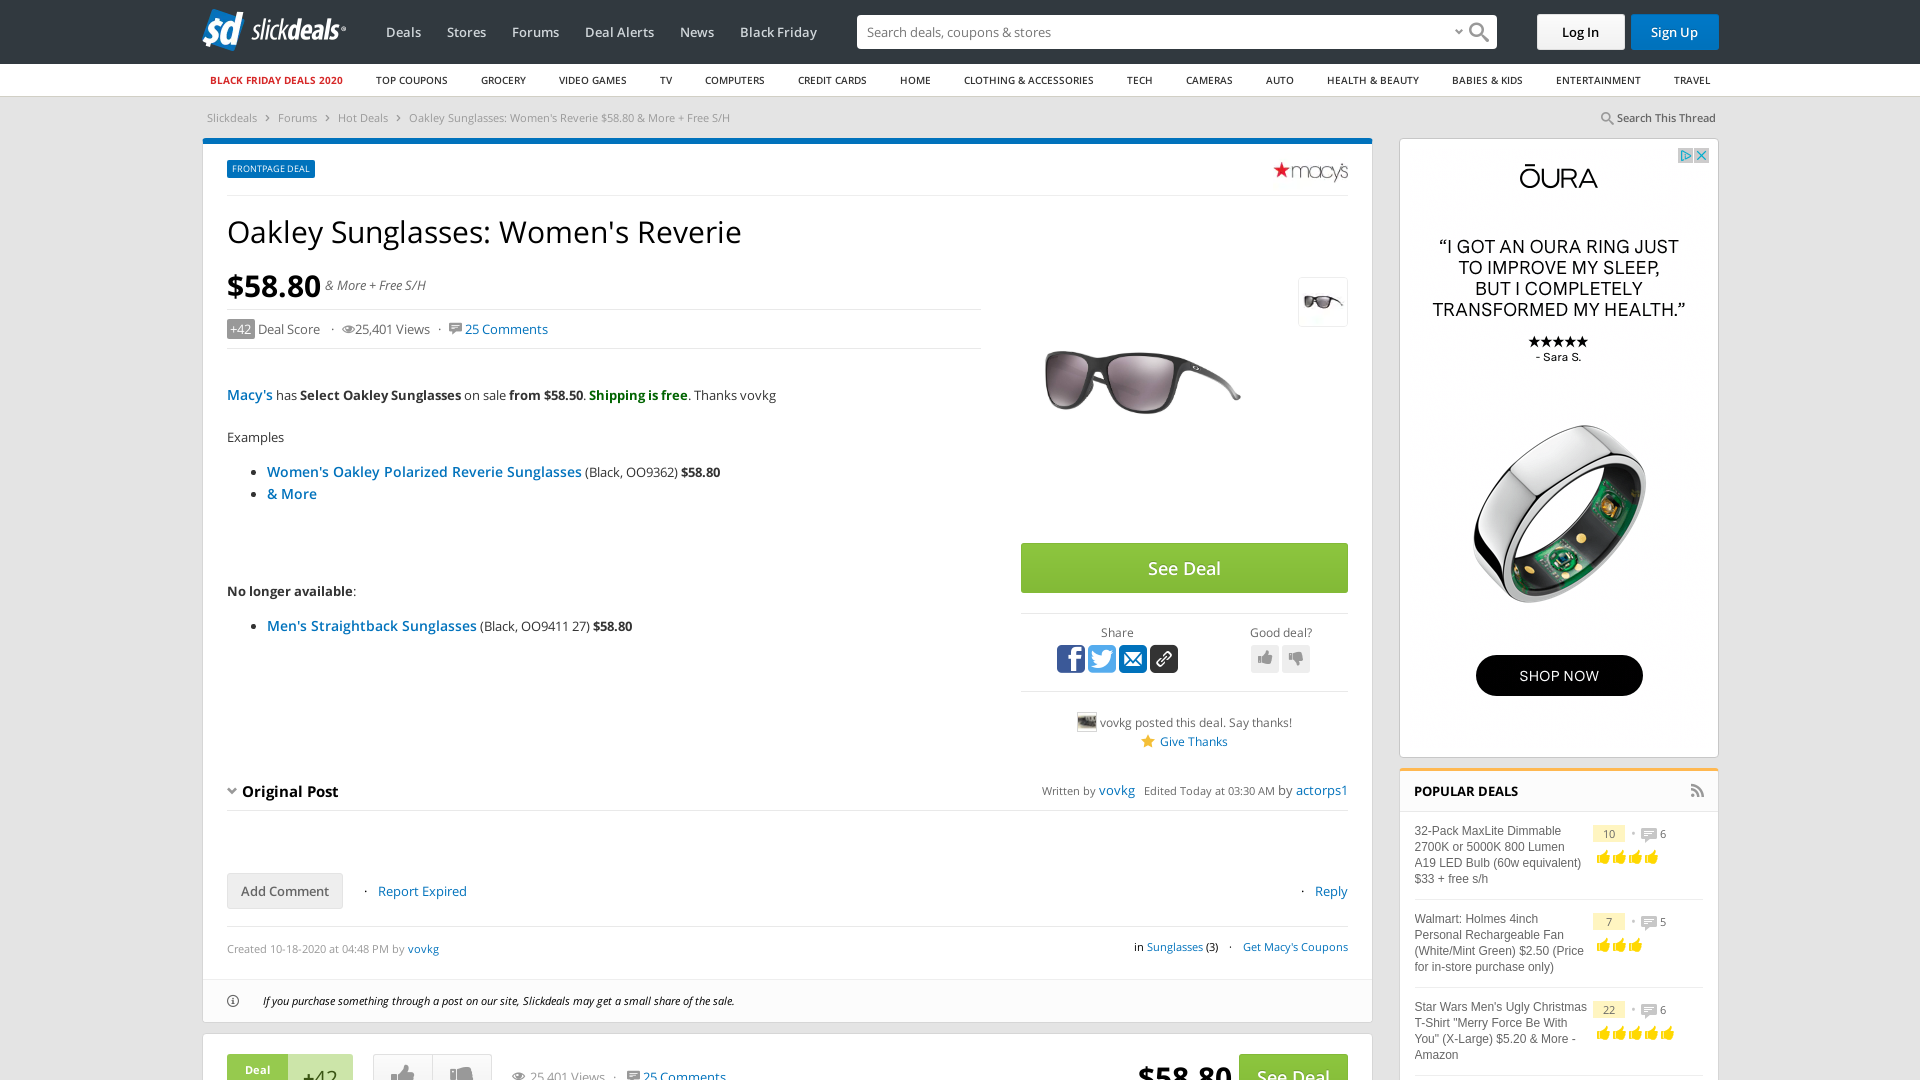 sd slickdeals
Deals Stores Forums Deal Alerts News Black Friday
Search deals, coupons & stores
Log In Sign Up
BLACK FRIDAY DEALS 2020 TOP COUPONS GROCERY VIDEO GAMES TV COMPUTERS CREDIT CARDS HOME CLOTHING & ACCESSORIES TECH CAMERAS AUTO HEALTH & BEAUTY BABIES & KIDS ENTERTAINMENT TRAVEL
Slickdeals > Forums > Hot Deals > Oakley Sunglasses: Women's Reverie $58.80 & More + Free S/H
Search This Thread
FRONTPAGE DEAL
macy's
Oakley Sunglasses: Women's Reverie
$58.80 & More + Free S/H
+42 Deal Score · 25,401 Views · 25 Comments
Macy's has Select Oakley Sunglasses on sale from $58.50. Shipping is free. Thanks vovkg
Examples
• Women's Oakley Polarized Reverie Sunglasses (Black, OO9362) $58.80
• & More
No longer available:
• Men's Straightback Sunglasses (Black, OO9411 27) $58.80
See Deal
Share
Good deal?
vovkg posted this deal. Say thanks!
Give Thanks
Original Post
Written by vovkg Edited Today at 03:30 AM by actorps1
Add Comment · Report Expired
· Reply
Created 10-18-2020 at 04:48 PM by vovkg
in Sunglasses (3) · Get Macy's Coupons
If you purchase something through a post on our site, Slickdeals may get a small share of the sale.
Deal
+42
25,401 Views · 25 Comments
$58.80
See Deal
ŌURA
“I GOT AN OURA RING JUST
TO IMPROVE MY SLEEP,
BUT I COMPLETELY
TRANSFORMED MY HEALTH.”
★★★★★
- Sara S.
SHOP NOW
POPULAR DEALS
32-Pack MaxLite Dimmable
2700K or 5000K 800 Lumen
A19 LED Bulb (60w equivalent)
$33 + free s/h
10 • 6
Walmart: Holmes 4inch
Personal Rechargeable Fan
(White/Mint Green) $2.50 (Price
for in-store purchase only)
7 • 5
Star Wars Men's Ugly Christmas
T-Shirt "Merry Force Be With
You" (X-Large) $5.20 & More -
Amazon
22 • 6